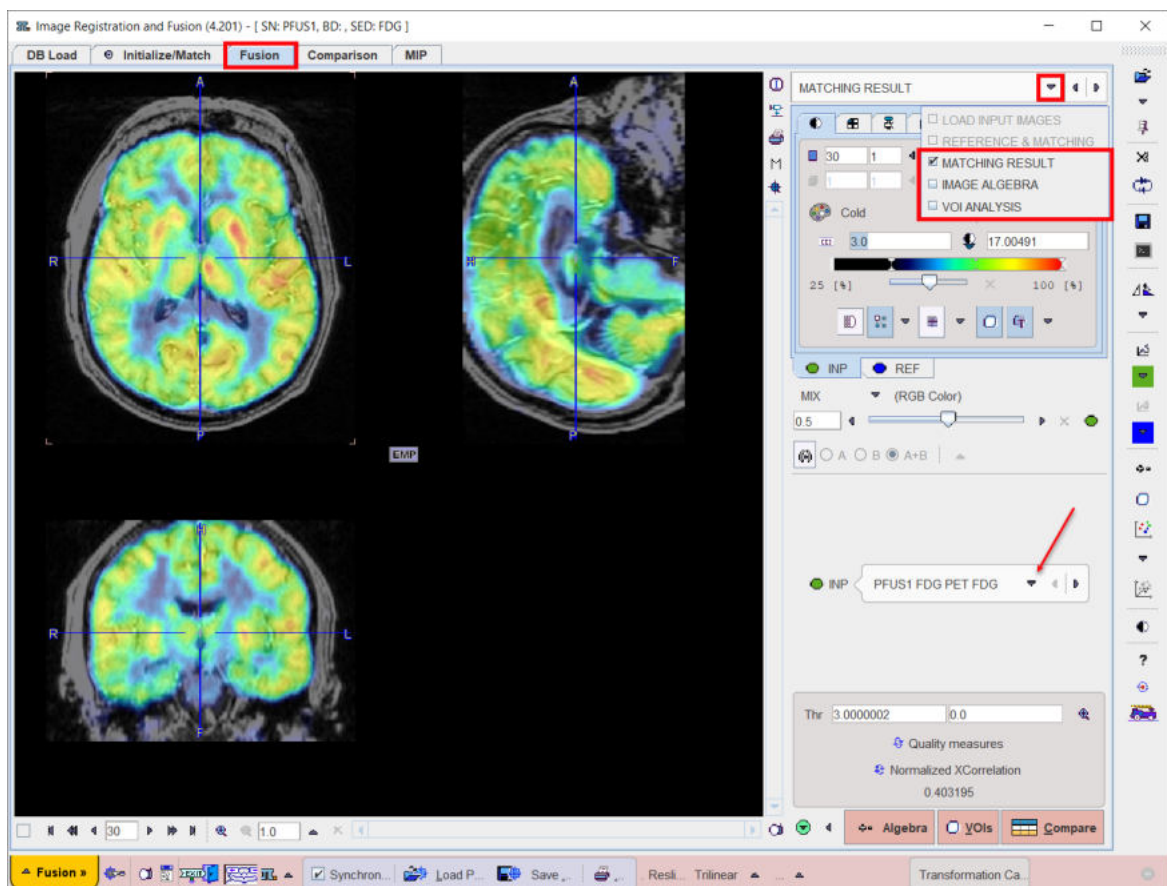 Image Registration and Fusion (4.201) - [ SN: PFUS1, BD: , SED: FDG ]
DB Load Initialize/Match Fusion Comparison MIP
MATCHING RESULT
LOAD INPUT IMAGES
REFERENCE & MATCHING
MATCHING RESULT
IMAGE ALGEBRA
VOI ANALYSIS
30 1
1 1
Cold
3.0 17.00491
25 [%] 100 [%]
INP REF
MIX (RGB Color)
0.5
A B A+B
INP PFUS1 FDG PET FDG
Thr 3.0000002 0.0
Quality measures
Normalized XCorrelation
0.403195
Algebra VOIs Compare
A
R L
P
A
H F
P
EMP
H
R L
F
M
?
30 1.0
Fusion » Synchron... Load P... Save ... ... Resli... Trilinear ... Transformation Ca...